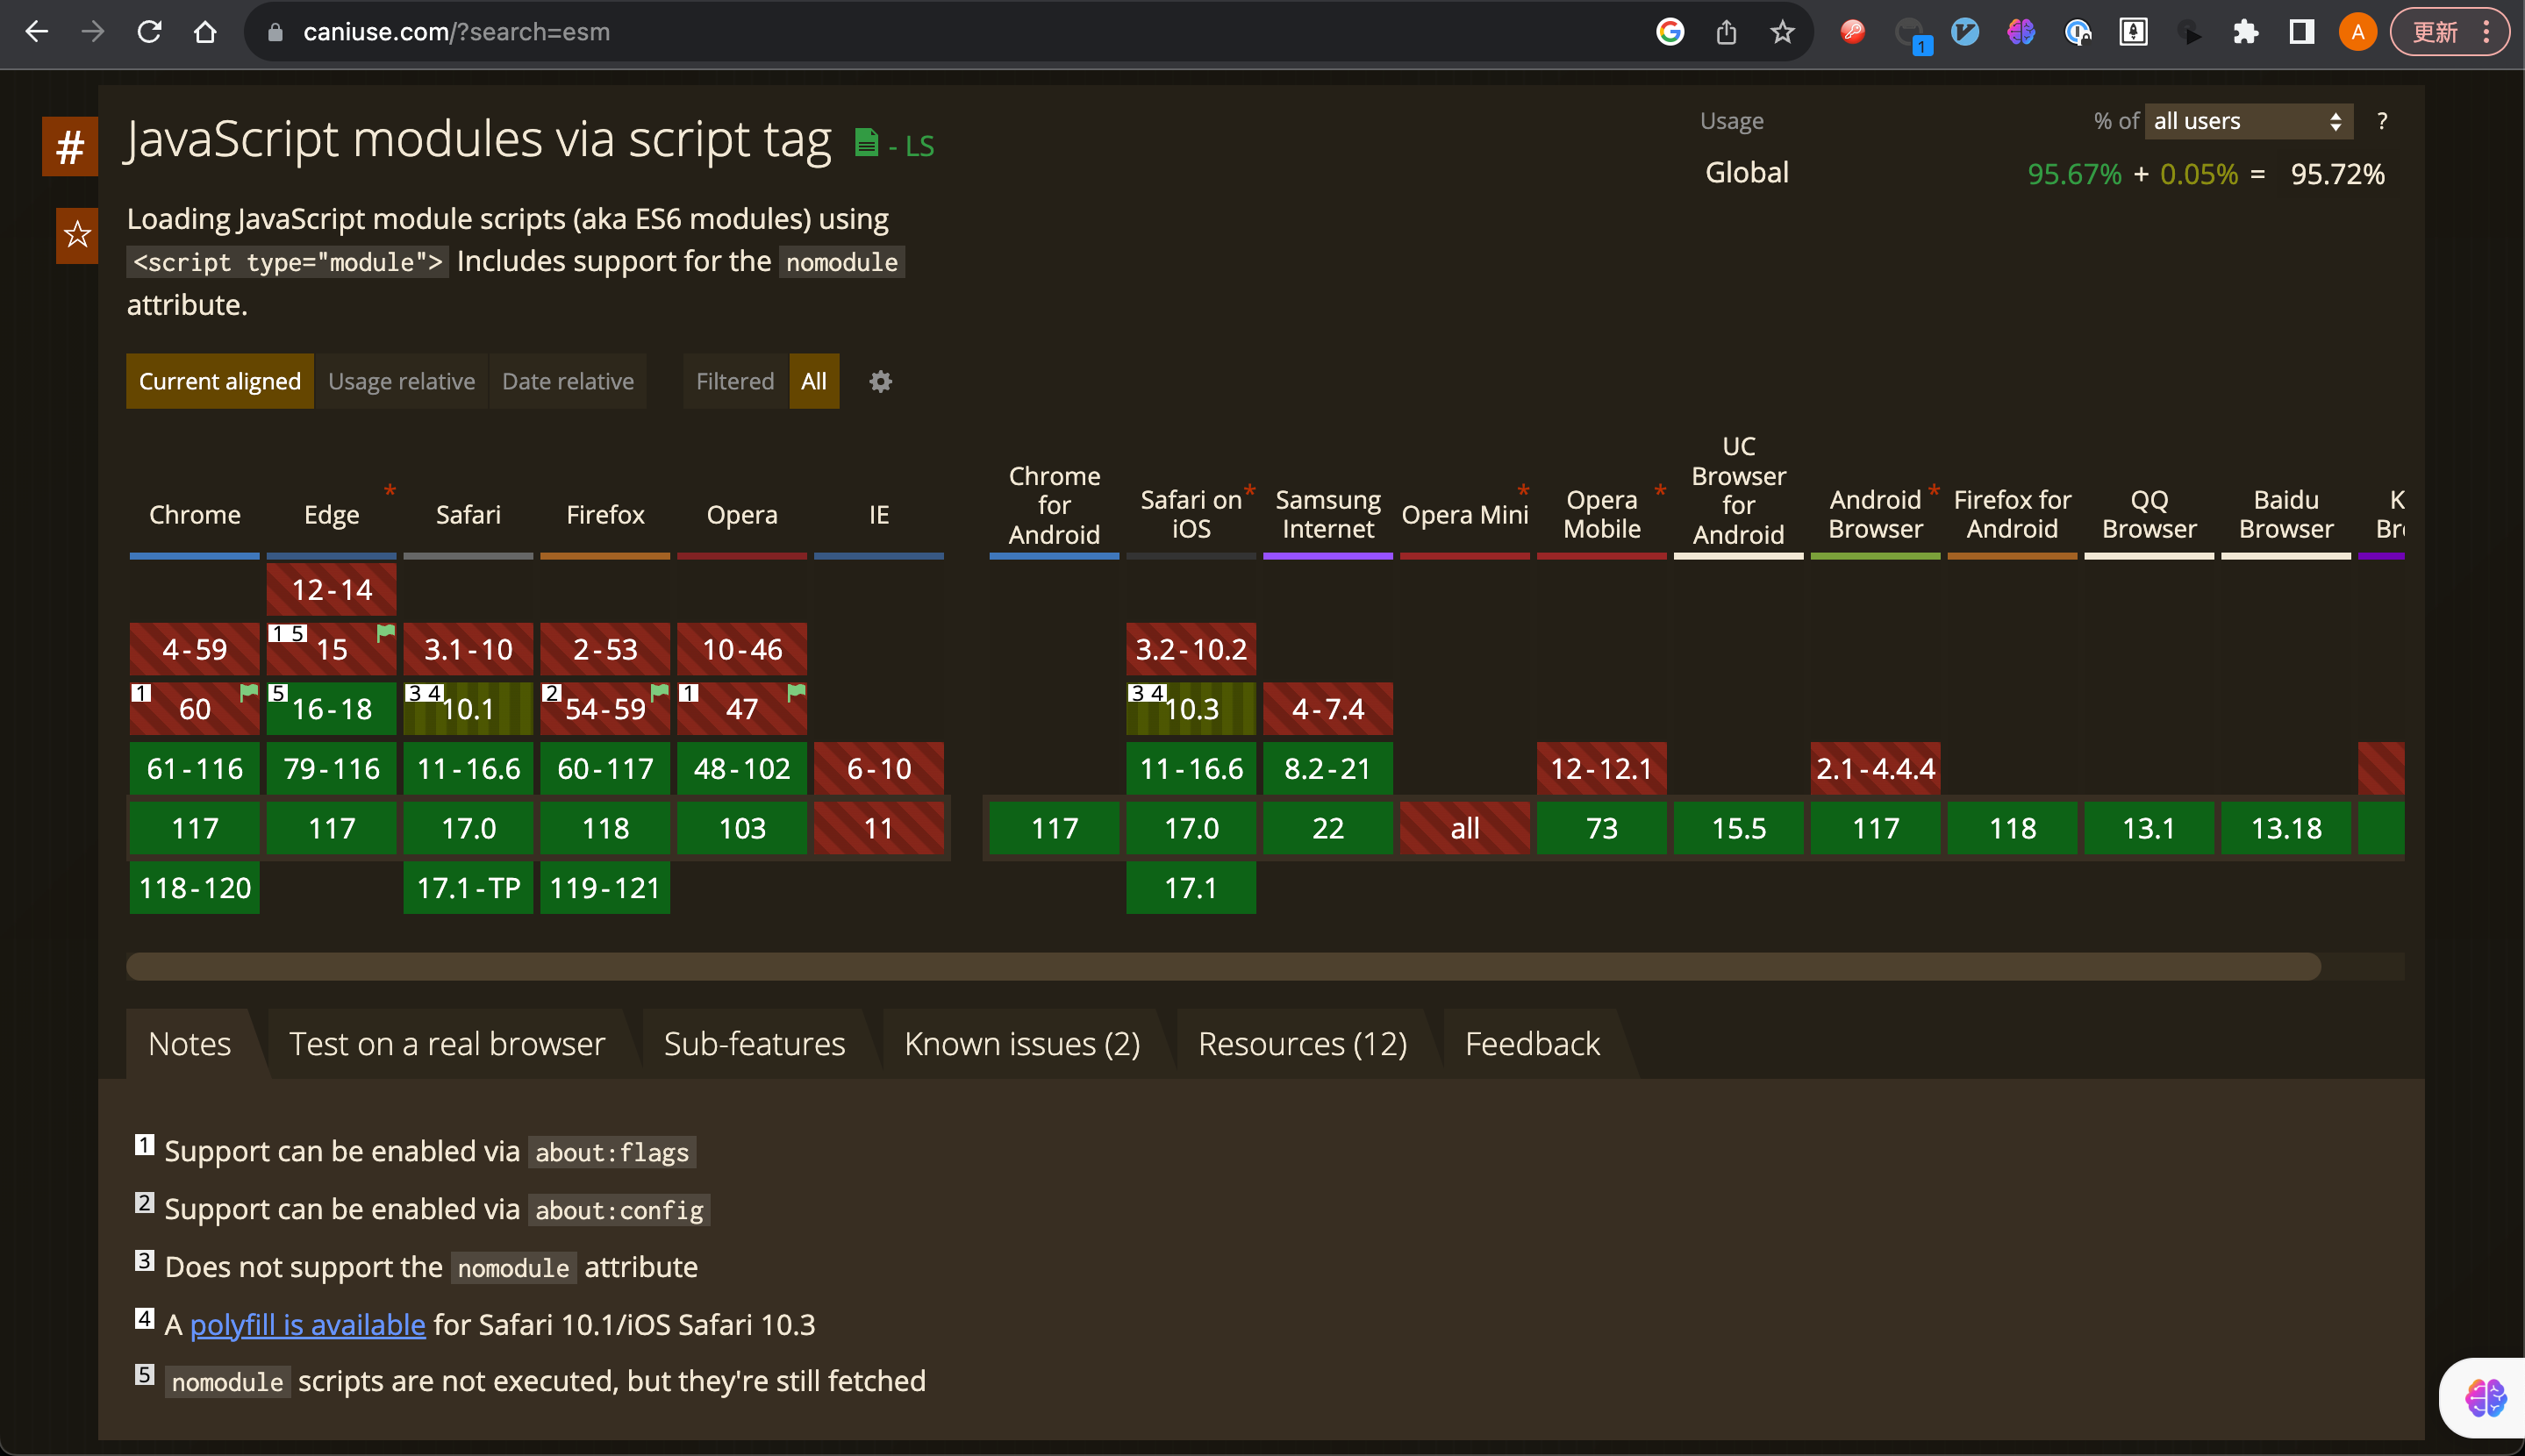 caniuse.com/?search=esm
1
A
更新
#
JavaScript modules via script tag - LS
Usage
% of all users ?
Global
95.67% + 0.05% = 95.72%
Loading JavaScript module scripts (aka ES6 modules) using
<script type="module"> Includes support for the nomodule
attribute.
Current aligned Usage relative Date relative Filtered All
Chrome
Edge *
Safari
Firefox
Opera
IE
Chrome for Android
Safari on iOS *
Samsung Internet
Opera Mini *
Opera Mobile *
UC Browser for Android
Android Browser *
Firefox for Android
QQ Browser
Baidu Browser
K
Br
12-14
4-59 1 5 15 3.1-10 2-53 10-46 3.2-10.2
1 60 5 16-18 3 4 10.1 2 54-59 1 47 3 4 10.3 4-7.4
61-116 79-116 11-16.6 60-117 48-102 6-10 11-16.6 8.2-21 12-12.1 2.1-4.4.4
117 117 17.0 118 103 11 117 17.0 22 all 73 15.5 117 118 13.1 13.18
118-120 17.1-TP 119-121 17.1
Notes Test on a real browser Sub-features Known issues (2) Resources (12) Feedback
1 Support can be enabled via about:flags
2 Support can be enabled via about:config
3 Does not support the nomodule attribute
4 A polyfill is available for Safari 10.1/iOS Safari 10.3
5 nomodule scripts are not executed, but they're still fetched